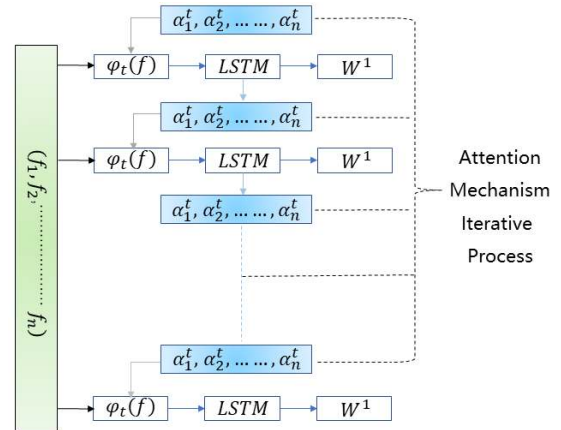 α₁ᵗ, α₂ᵗ, … …, αₙᵗ
φₜ(f) LSTM W¹
α₁ᵗ, α₂ᵗ, … …, αₙᵗ
φₜ(f) LSTM W¹
α₁ᵗ, α₂ᵗ, … …, αₙᵗ
α₁ᵗ, α₂ᵗ, … …, αₙᵗ
φₜ(f) LSTM W¹
(f₁, f₂, ………………… fₙ)
Attention
Mechanism
Iterative
Process